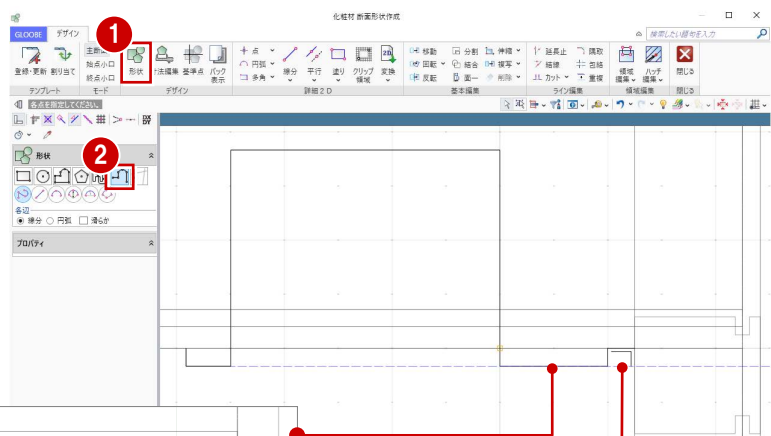 化粧材 断面形状作成
GLOOBE デザイン
検索したい語句を入力
1
登録・更新 割り当て
テンプレート
始点小口
終点小口
モード
形状
寸法編集 基準点 バック表示
デザイン
点
円弧
多角
線分 平行 塗り クリップ領域 変換
詳細２Ｄ
移動 分割 伸縮
回転 結合 複写
反転 面一 削除
基本編集
延長止 隅取
結線 包絡
カット 重複
ライン編集
領域編集 ハッチ編集
領域編集
閉じる
閉じる
各点を指定してください。
形状
2
各辺
線分 円弧 滑らか
プロパティ